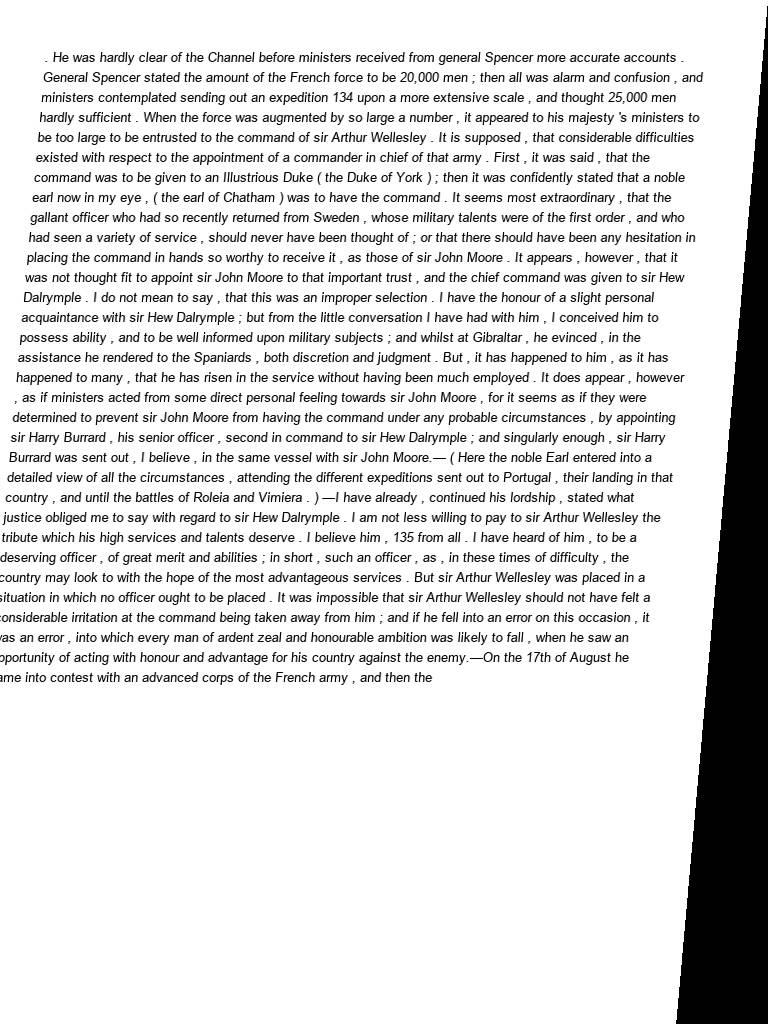 . He was hardly clear of the Channel before ministers received from general Spencer more accurate accounts .
General Spencer stated the amount of the French force to be 20,000 men ; then all was alarm and confusion , and
ministers contemplated sending out an expedition 134 upon a more extensive scale , and thought 25,000 men
hardly sufficient . When the force was augmented by so large a number , it appeared to his majesty 's ministers to
be too large to be entrusted to the command of sir Arthur Wellesley . It is supposed , that considerable difficulties
existed with respect to the appointment of a commander in chief of that army . First , it was said , that the
command was to be given to an Illustrious Duke ( the Duke of York ) ; then it was confidently stated that a noble
earl now in my eye , ( the earl of Chatham ) was to have the command . It seems most extraordinary , that the
gallant officer who had so recently returned from Sweden , whose military talents were of the first order , and who
had seen a variety of service , should never have been thought of ; or that there should have been any hesitation in
placing the command in hands so worthy to receive it , as those of sir John Moore . It appears , however , that it
was not thought fit to appoint sir John Moore to that important trust , and the chief command was given to sir Hew
Dalrymple . I do not mean to say , that this was an improper selection . I have the honour of a slight personal
acquaintance with sir Hew Dalrymple ; but from the little conversation I have had with him , I conceived him to
possess ability , and to be well informed upon military subjects ; and whilst at Gibraltar , he evinced , in the
assistance he rendered to the Spaniards , both discretion and judgment . But , it has happened to him , as it has
happened to many , that he has risen in the service without having been much employed . It does appear , however
, as if ministers acted from some direct personal feeling towards sir John Moore , for it seems as if they were
determined to prevent sir John Moore from having the command under any probable circumstances , by appointing
sir Harry Burrard , his senior officer , second in command to sir Hew Dalrymple ; and singularly enough , sir Harry
Burrard was sent out , I believe , in the same vessel with sir John Moore.— ( Here the noble Earl entered into a
detailed view of all the circumstances , attending the different expeditions sent out to Portugal , their landing in that
country , and until the battles of Roleia and Vimiera . ) —I have already , continued his lordship , stated what
justice obliged me to say with regard to sir Hew Dalrymple . I am not less willing to pay to sir Arthur Wellesley the
tribute which his high services and talents deserve . I believe him , 135 from all . I have heard of him , to be a
deserving officer , of great merit and abilities ; in short , such an officer , as , in these times of difficulty , the
country may look to with the hope of the most advantageous services . But sir Arthur Wellesley was placed in a
situation in which no officer ought to be placed . It was impossible that sir Arthur Wellesley should not have felt a
onsiderable irritation at the command being taken away from him ; and if he fell into an error on this occasion , it
as an error , into which every man of ardent zeal and honourable ambition was likely to fall , when he saw an
pportunity of acting with honour and advantage for his country against the enemy.—On the 17th of August he
ame into contest with an advanced corps of the French army , and then the